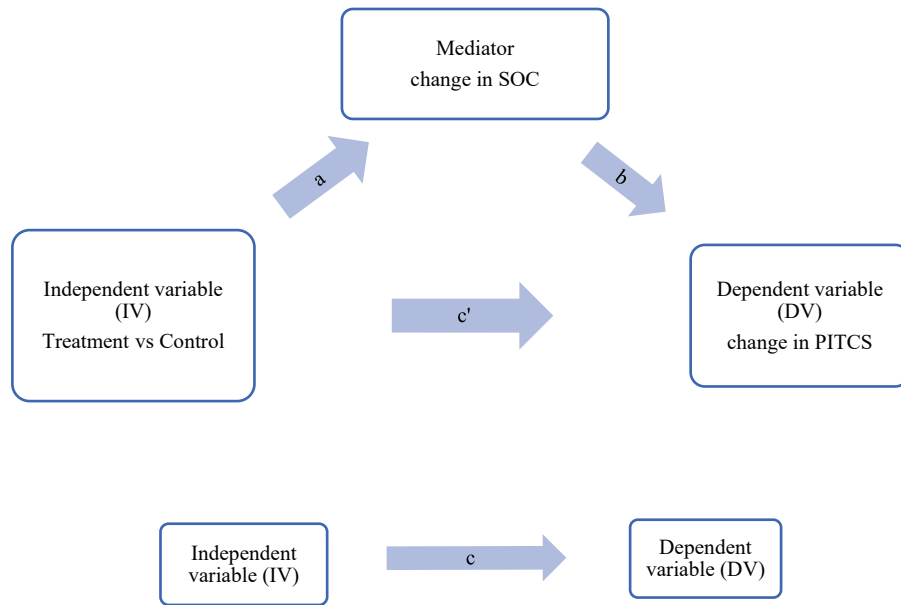 Mediator
change in SOC
a
b
Independent variable
(IV)
Treatment vs Control
c'
Dependent variable
(DV)
change in PITCS
Independent
variable (IV)
c
Dependent
variable (DV)